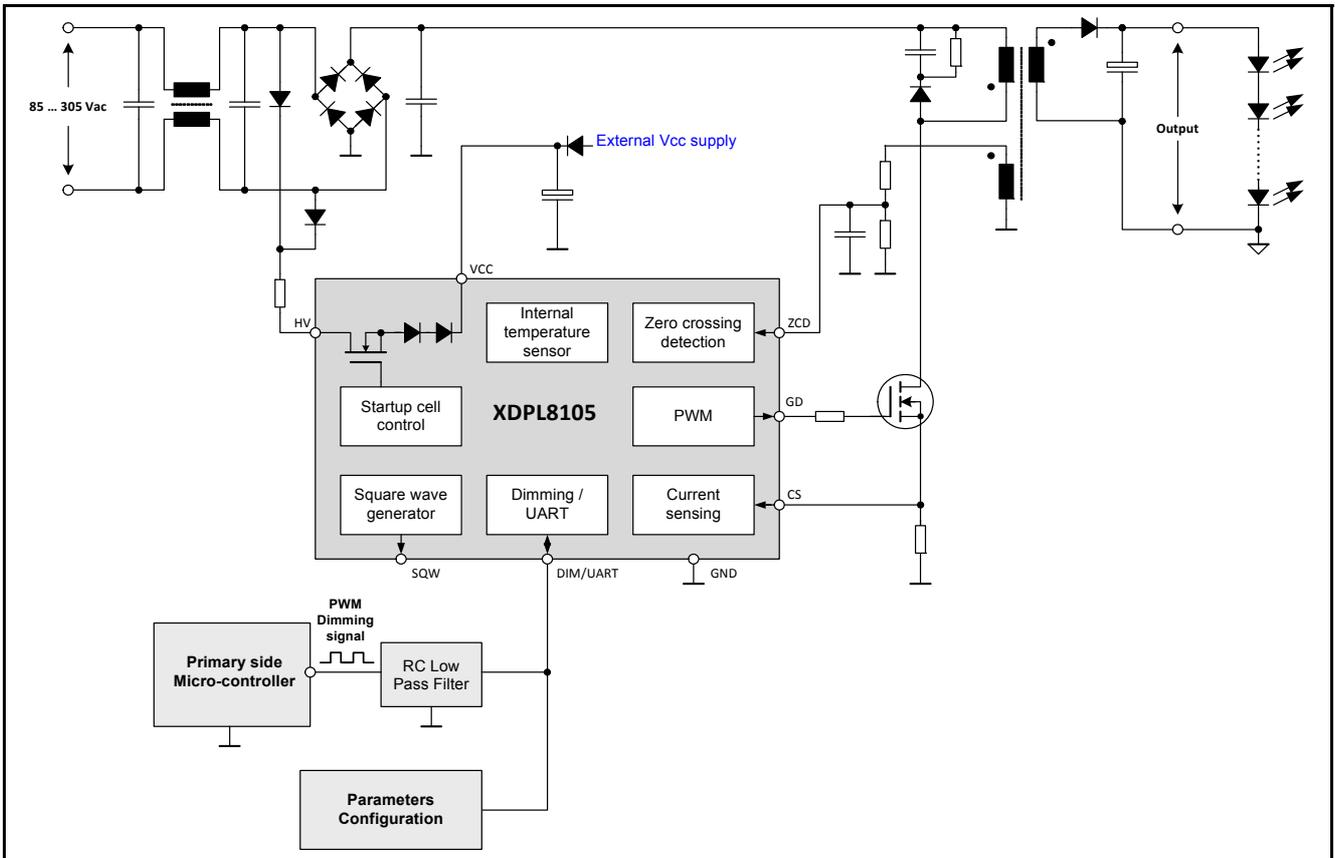 85 ... 305 Vac
External Vcc supply
Output
VCC
HV
Internal
temperature
sensor
Zero crossing
detection
ZCD
Startup cell
control
XDPL8105
PWM
GD
Square wave
generator
Dimming /
UART
Current
sensing
CS
SQW
DIM/UART
GND
PWM
Dimming
signal
Primary side
Micro-controller
RC Low
Pass Filter
Parameters
Configuration